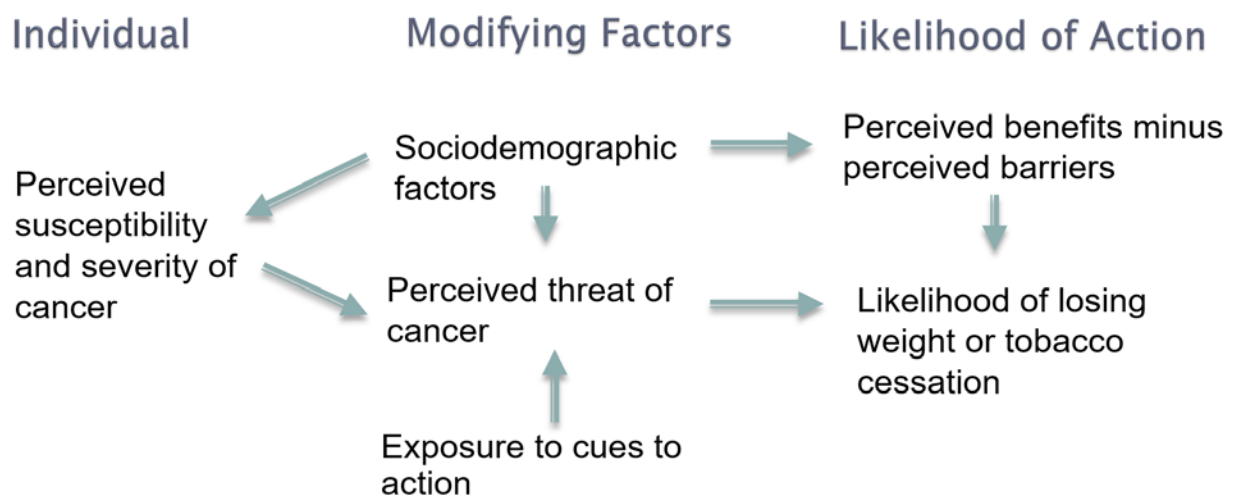 Individual
Modifying Factors
Likelihood of Action
Perceived
susceptibility
and severity of
cancer
Sociodemographic
factors
Perceived threat of
cancer
Exposure to cues to
action
Perceived benefits minus
perceived barriers
Likelihood of losing
weight or tobacco
cessation